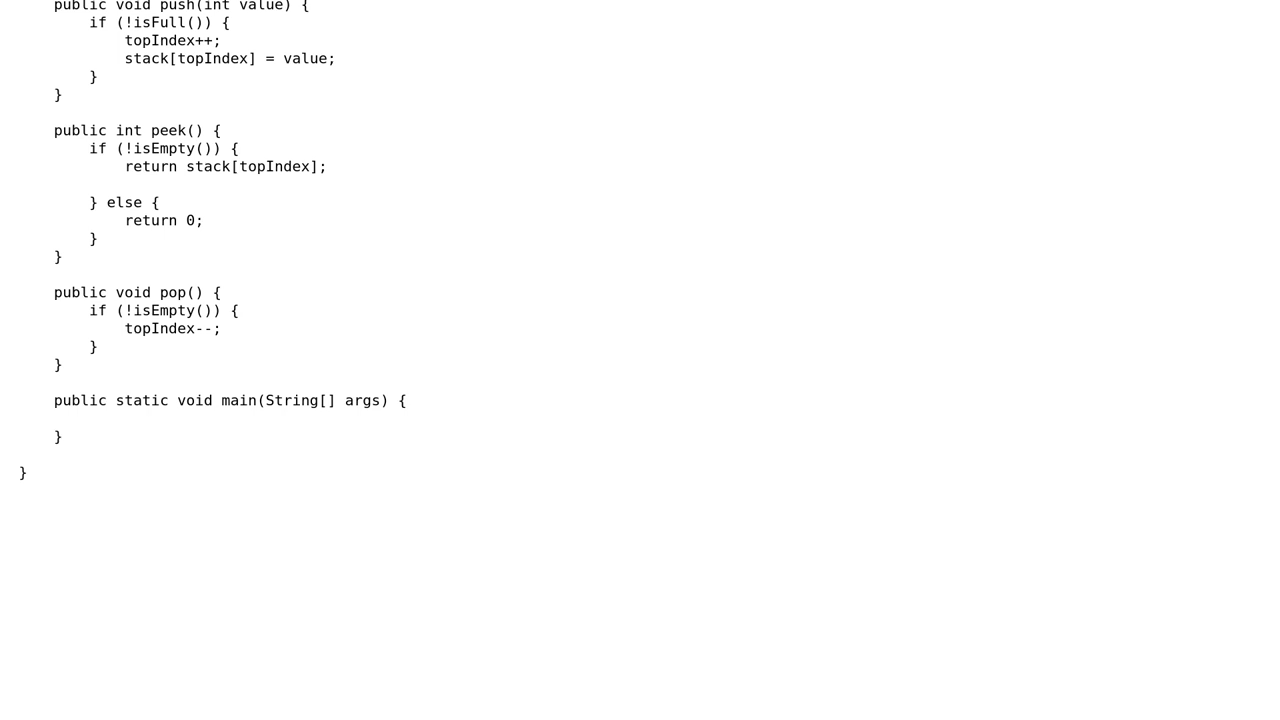 public void push(int value) {
        if (!isFull()) {
            topIndex++;
            stack[topIndex] = value;
        }
    }

    public int peek() {
        if (!isEmpty()) {
            return stack[topIndex];

        } else {
            return 0;
        }
    }

    public void pop() {
        if (!isEmpty()) {
            topIndex--;
        }
    }

    public static void main(String[] args) {

    }

}